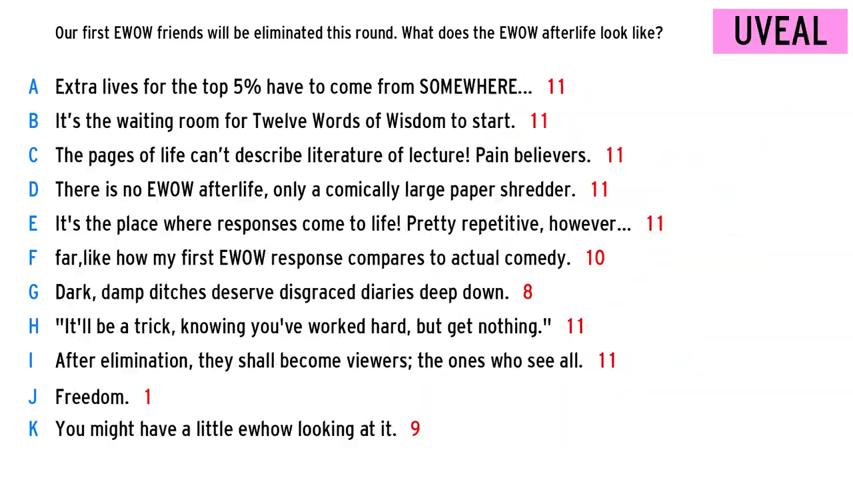 Our first EWOW friends will be eliminated this round. What does the EWOW afterlife look like? UVEAL
A Extra lives for the top 5% have to come from SOMEWHERE... 11
B It’s the waiting room for Twelve Words of Wisdom to start. 11
C The pages of life can’t describe literature of lecture! Pain believers. 11
D There is no EWOW afterlife, only a comically large paper shredder. 11
E It's the place where responses come to life! Pretty repetitive, however... 11
F far,like how my first EWOW response compares to actual comedy. 10
G Dark, damp ditches deserve disgraced diaries deep down. 8
H "It'll be a trick, knowing you've worked hard, but get nothing." 11
I After elimination, they shall become viewers; the ones who see all. 11
J Freedom. 1
K You might have a little ewhow looking at it. 9